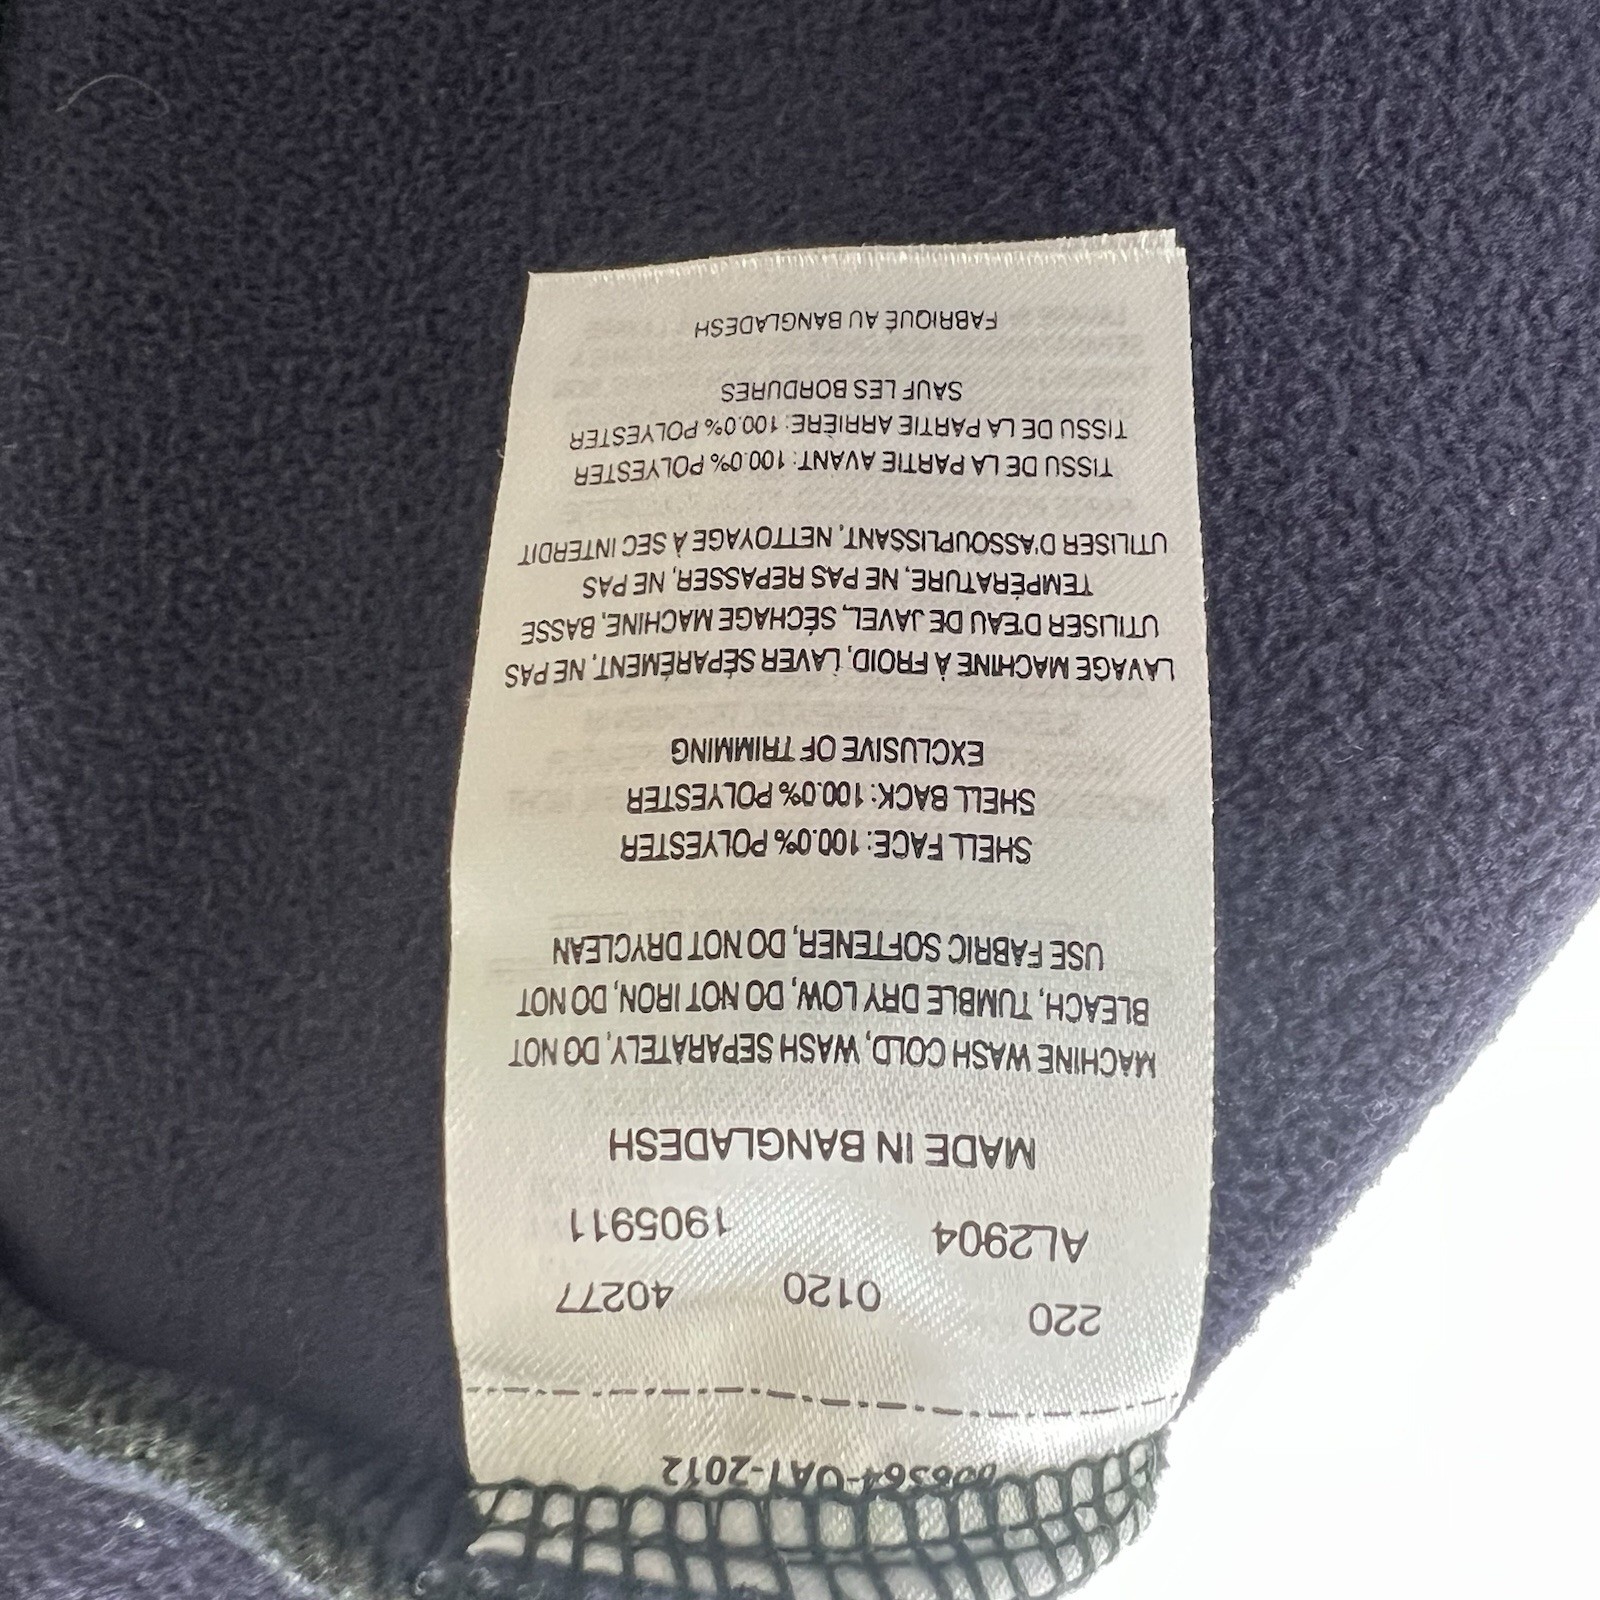 -0A1-2012
220 0120 40277
AL2904 1905911
MADE IN BANGLADESH
MACHINE WASH COLD, WASH SEPARATELY, DO NOT
BLEACH, TUMBLE DRY LOW, DO NOT IRON, DO NOT
USE FABRIC SOFTENER, DO NOT DRYCLEAN
SHELL FACE: 100.0% POLYESTER
SHELL BACK: 100.0% POLYESTER
EXCLUSIVE OF TRIMMING
LAVAGE MACHINE À FROID, LAVER SÉPARÉMENT, NE PAS
UTILISER D'EAU DE JAVEL, SÉCHAGE MACHINE, BASSE
TEMPÉRATURE, NE PAS REPASSER, NE PAS
UTILISER D'ASSOUPLISSANT, NETTOYAGE À SEC INTERDIT
TISSU DE LA PARTIE AVANT: 100.0% POLYESTER
TISSU DE LA PARTIE ARRIÈRE: 100.0% POLYESTER
SAUF LES BORDURES
FABRIQUÉ AU BANGLADESH